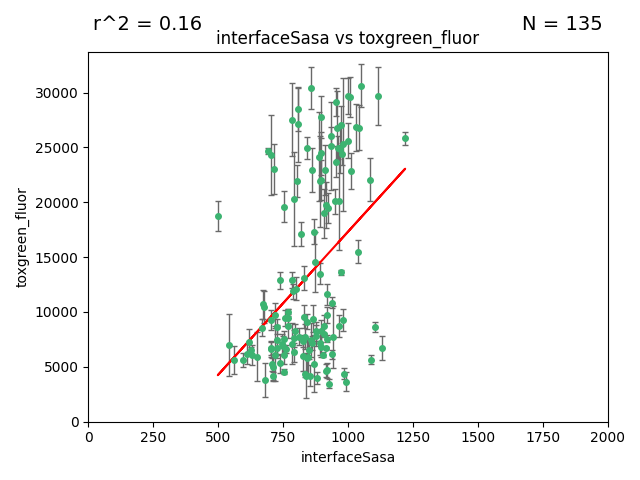 r^2 = 0.16 N = 135
interfaceSasa vs toxgreen_fluor
30000
25000
20000
15000
10000
5000
0
toxgreen_fluor
0 250 500 750 1000 1250 1500 1750 2000
interfaceSasa